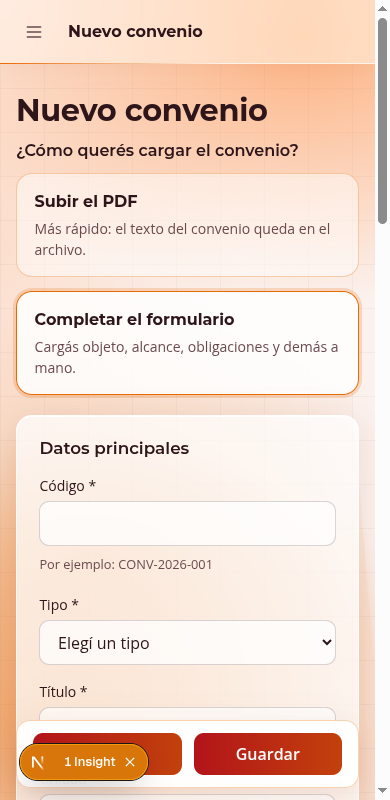 Nuevo convenio
Nuevo convenio
¿Cómo querés cargar el convenio?
Subir el PDF
Más rápido: el texto del convenio queda en el
archivo.
Completar el formulario
Cargás objeto, alcance, obligaciones y demás a
mano.
Datos principales
Código *
Por ejemplo: CONV-2026-001
Tipo *
Elegí un tipo
Título *
N 1 Insight
Guardar